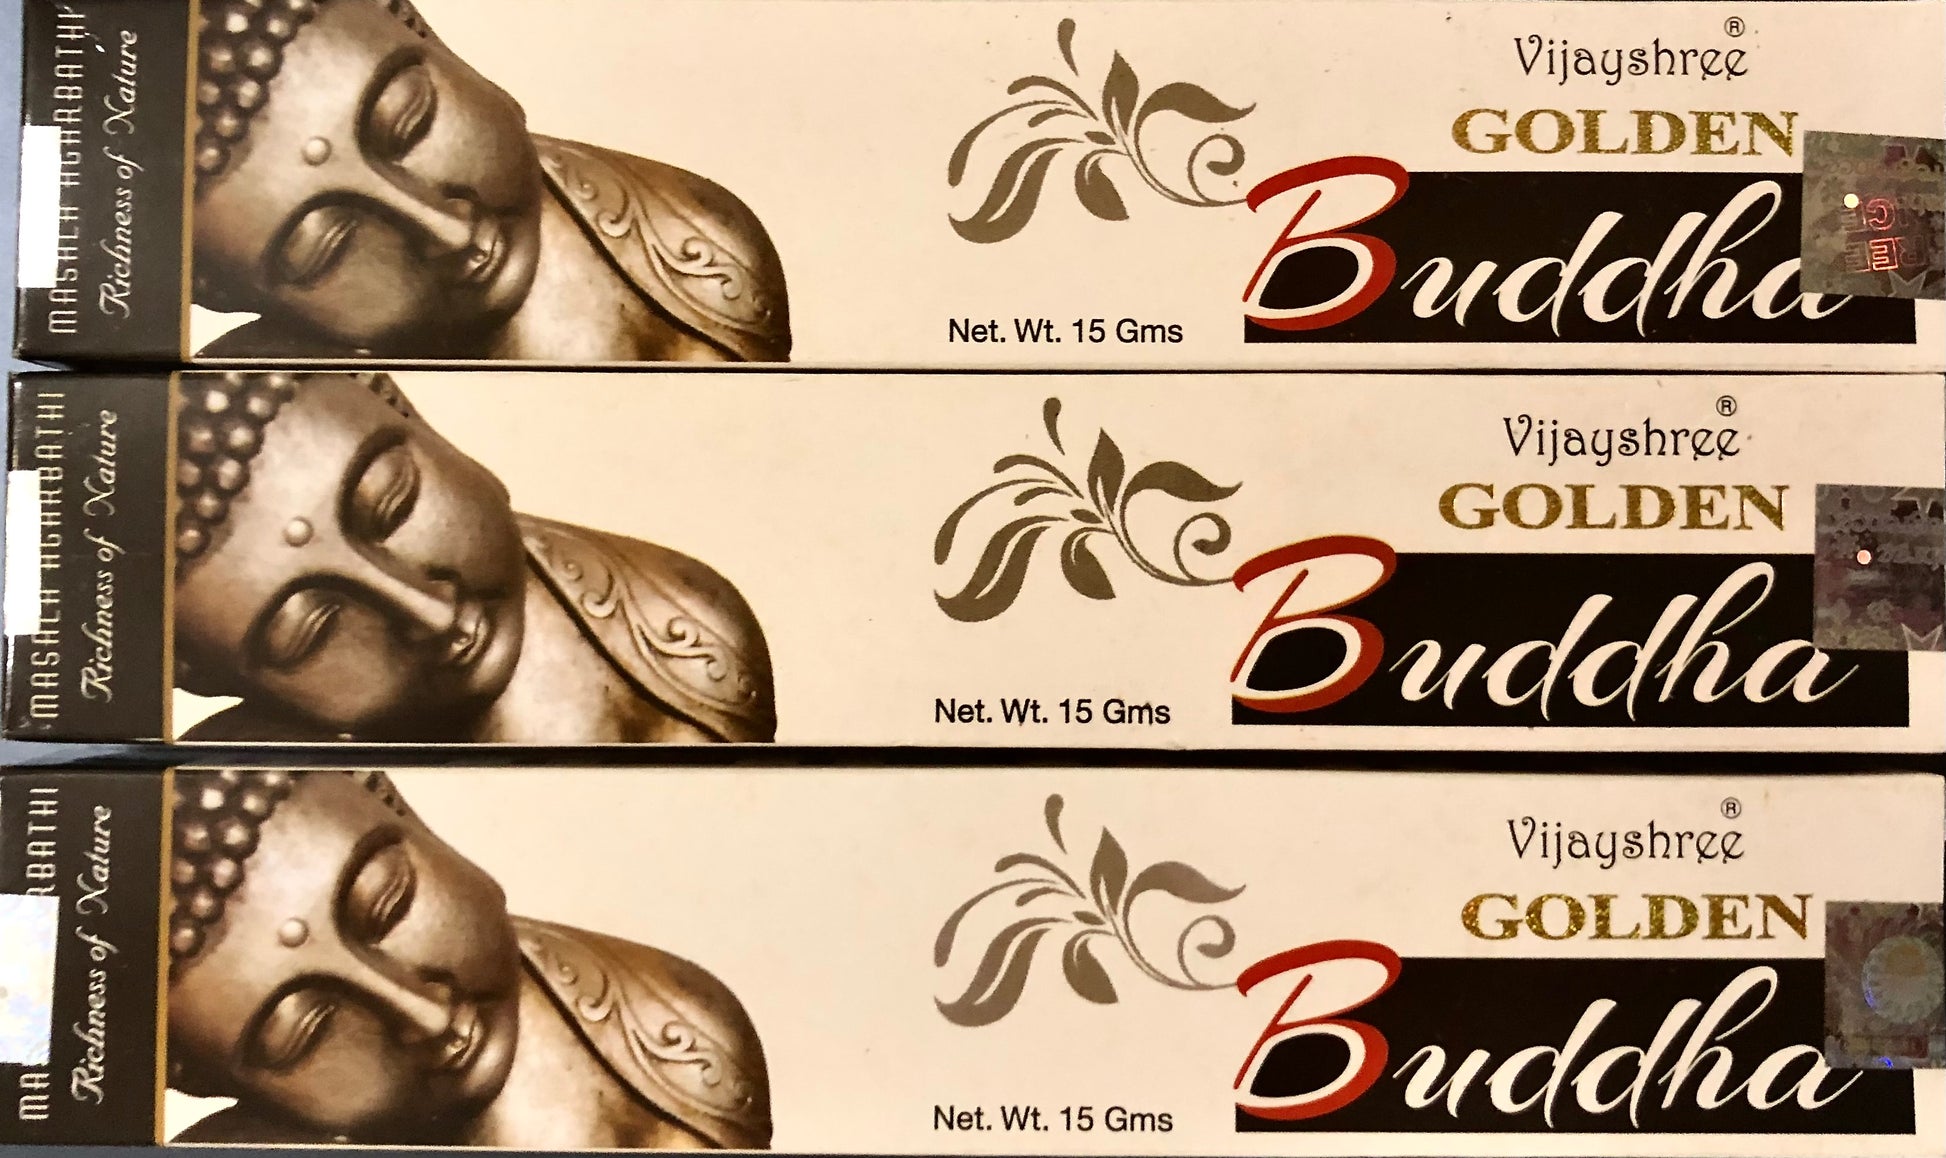 MASALA AGARBATHI
Richness of Nature
Vijayshree®
GOLDEN
Buddha
Net. Wt. 15 Gms
MASALA AGARBATHI
Richness of Nature
Vijayshree®
GOLDEN
Buddha
Net. Wt. 15 Gms
Richness of Nature
Vijayshree®
GOLDEN
Buddha
Net. Wt. 15 Gms